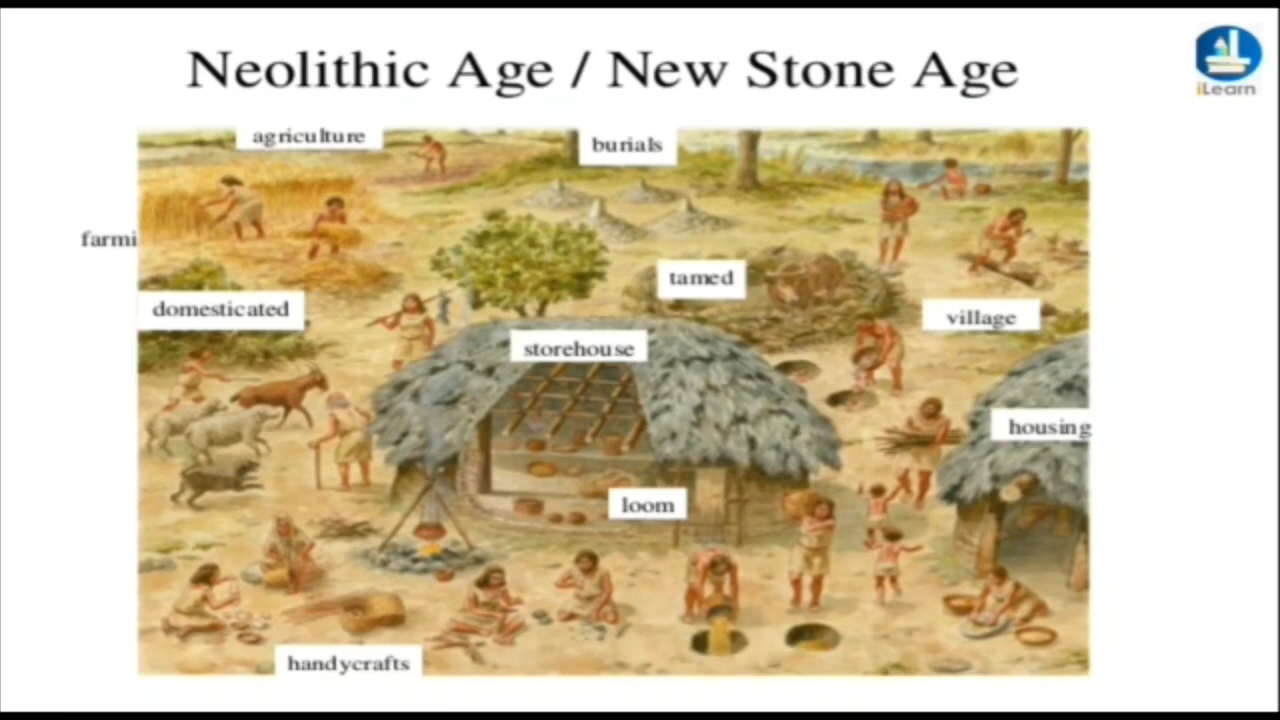 Neolithic Age / New Stone Age
iLearn
agriculture
burials
farmi
tamed
domesticated
village
storehouse
housing
loom
handycrafts